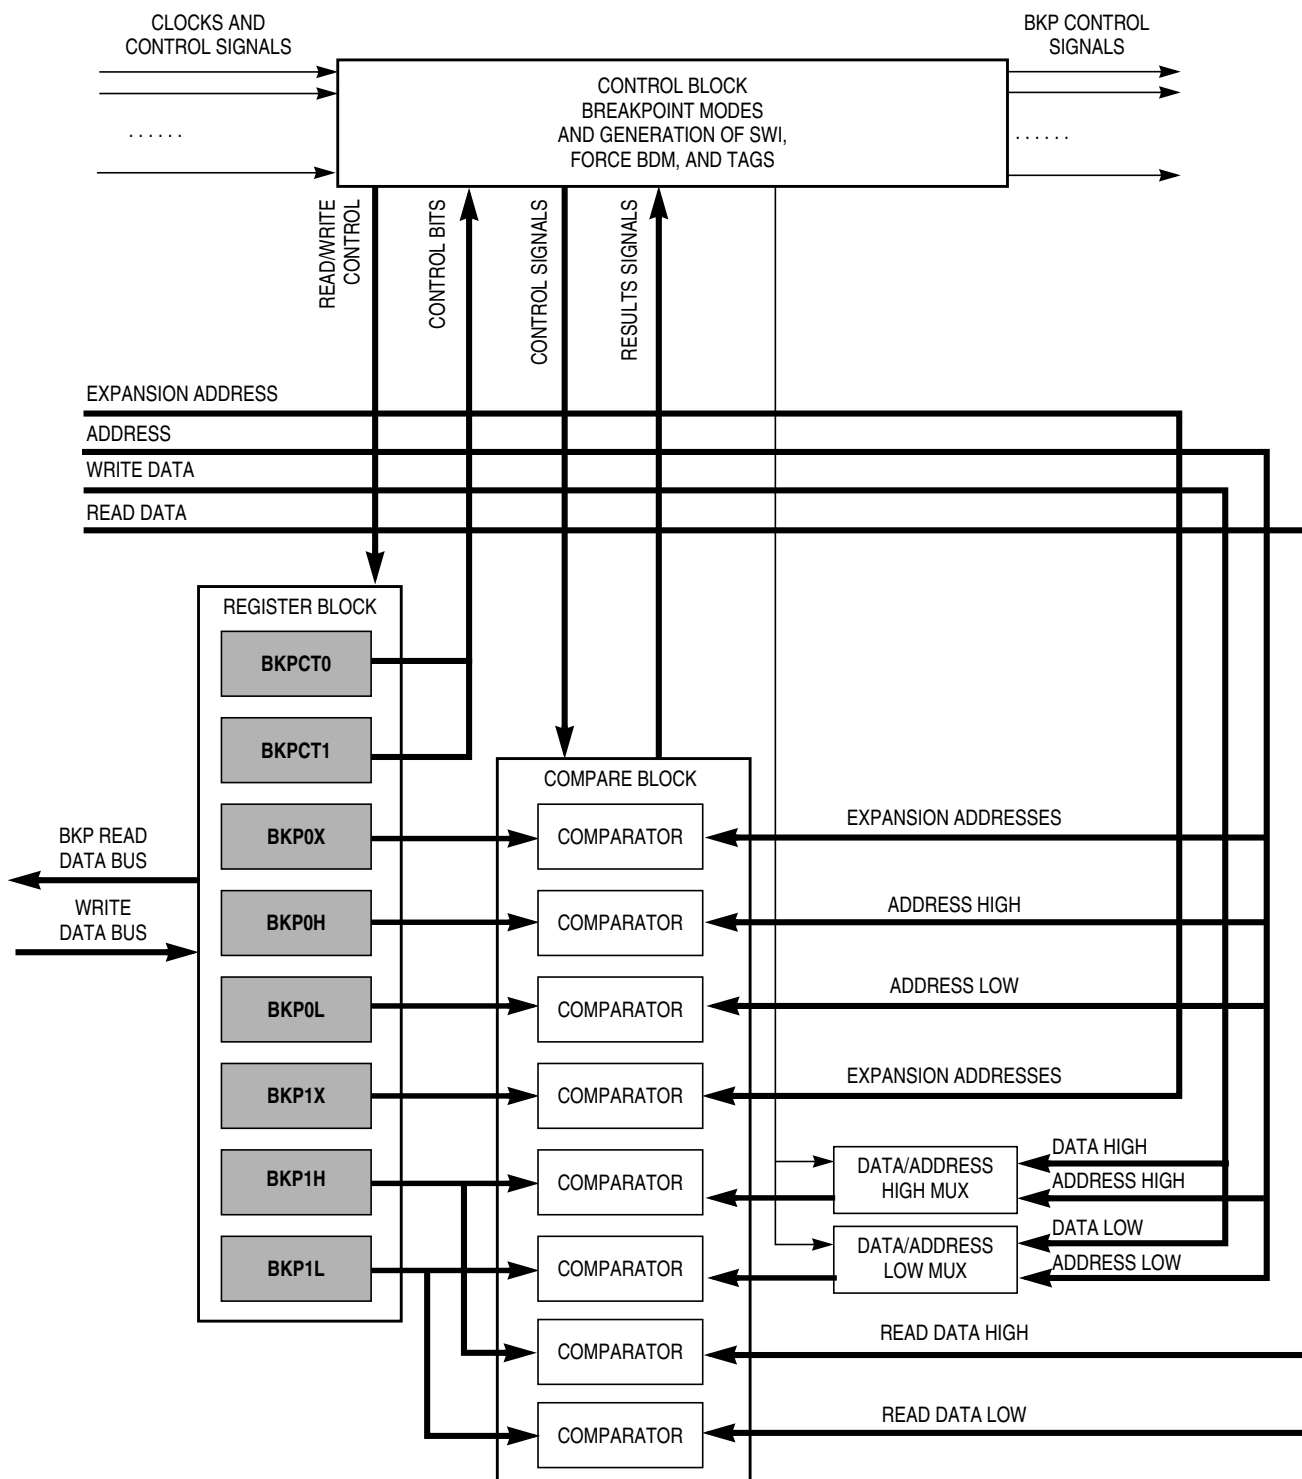 CLOCKS AND
CONTROL SIGNALS
BKP CONTROL
SIGNALS
CONTROL BLOCK
BREAKPOINT MODES
AND GENERATION OF SWI,
FORCE BDM, AND TAGS
. . . . . .
. . . . . .
READ/WRITE
CONTROL
CONTROL BITS
CONTROL SIGNALS
RESULTS SIGNALS
EXPANSION ADDRESS
ADDRESS
WRITE DATA
READ DATA
REGISTER BLOCK
BKPCT0
BKPCT1
COMPARE BLOCK
BKP READ
DATA BUS
WRITE
DATA BUS
BKP0X
COMPARATOR
EXPANSION ADDRESSES
BKP0H
COMPARATOR
ADDRESS HIGH
BKP0L
COMPARATOR
ADDRESS LOW
BKP1X
COMPARATOR
EXPANSION ADDRESSES
BKP1H
COMPARATOR
DATA/ADDRESS
HIGH MUX
DATA HIGH
ADDRESS HIGH
BKP1L
COMPARATOR
DATA/ADDRESS
LOW MUX
DATA LOW
ADDRESS LOW
COMPARATOR
READ DATA HIGH
COMPARATOR
READ DATA LOW